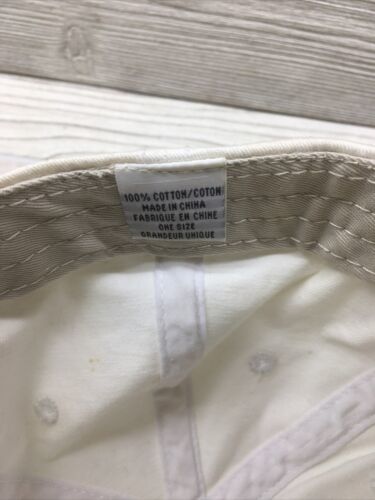 100% COTTON/COTON
MADE IN CHINA
FABRIQUE EN CHINE
ONE SIZE
GRANDEUR UNIQUE